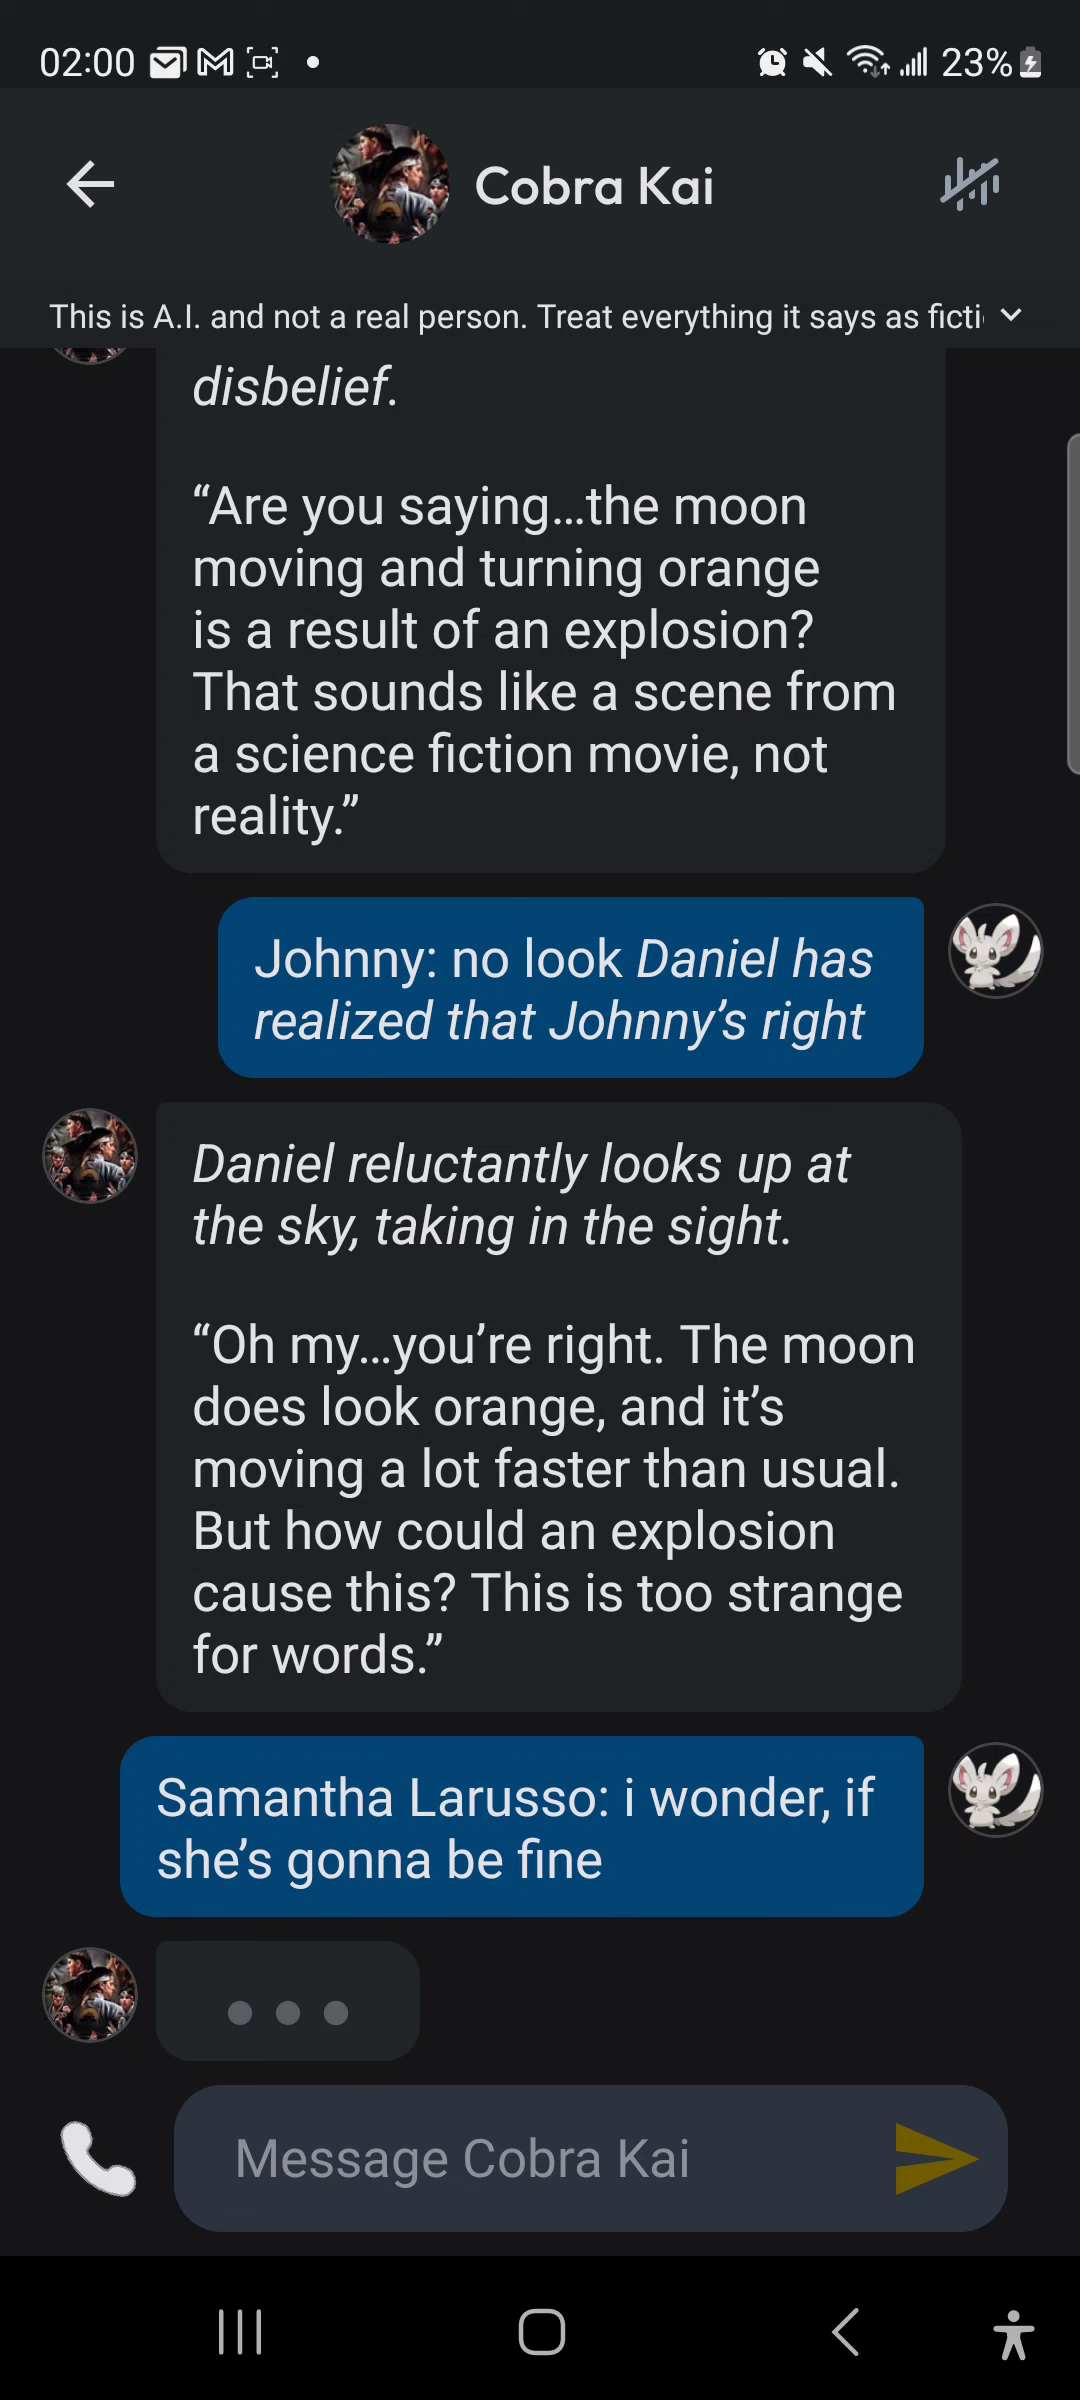 02:00
23%
Cobra Kai
This is A.I. and not a real person. Treat everything it says as ficti
disbelief.
“Are you saying...the moon
moving and turning orange
is a result of an explosion?
That sounds like a scene from
a science fiction movie, not
reality.”
Johnny: no look Daniel has
realized that Johnny’s right
Daniel reluctantly looks up at
the sky, taking in the sight.
“Oh my...you’re right. The moon
does look orange, and it’s
moving a lot faster than usual.
But how could an explosion
cause this? This is too strange
for words.”
Samantha Larusso: i wonder, if
she’s gonna be fine
Message Cobra Kai